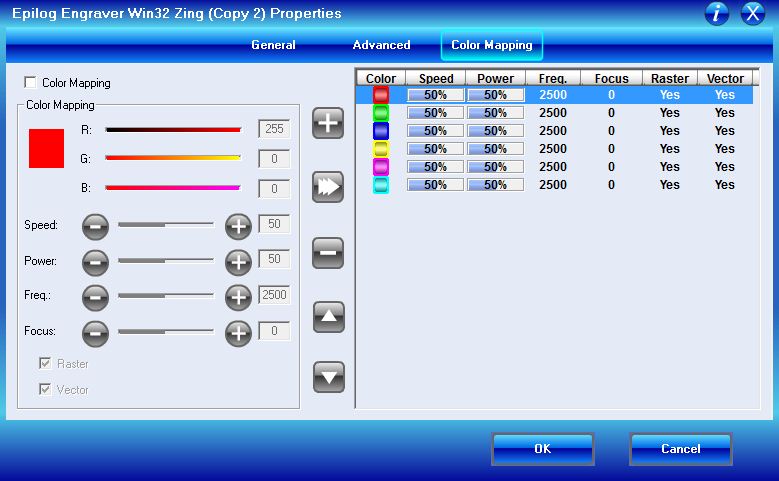 Epilog Engraver Win32 Zing (Copy 2) Properties
General Advanced Color Mapping
Color Mapping
Color Mapping
R: 255
G: 0
B: 0
Speed: 50
Power: 50
Freq.: 2500
Focus: 0
Raster
Vector
Color Speed Power Freq. Focus Raster Vector
50% 50% 2500 0 Yes Yes
50% 50% 2500 0 Yes Yes
50% 50% 2500 0 Yes Yes
50% 50% 2500 0 Yes Yes
50% 50% 2500 0 Yes Yes
50% 50% 2500 0 Yes Yes
OK Cancel